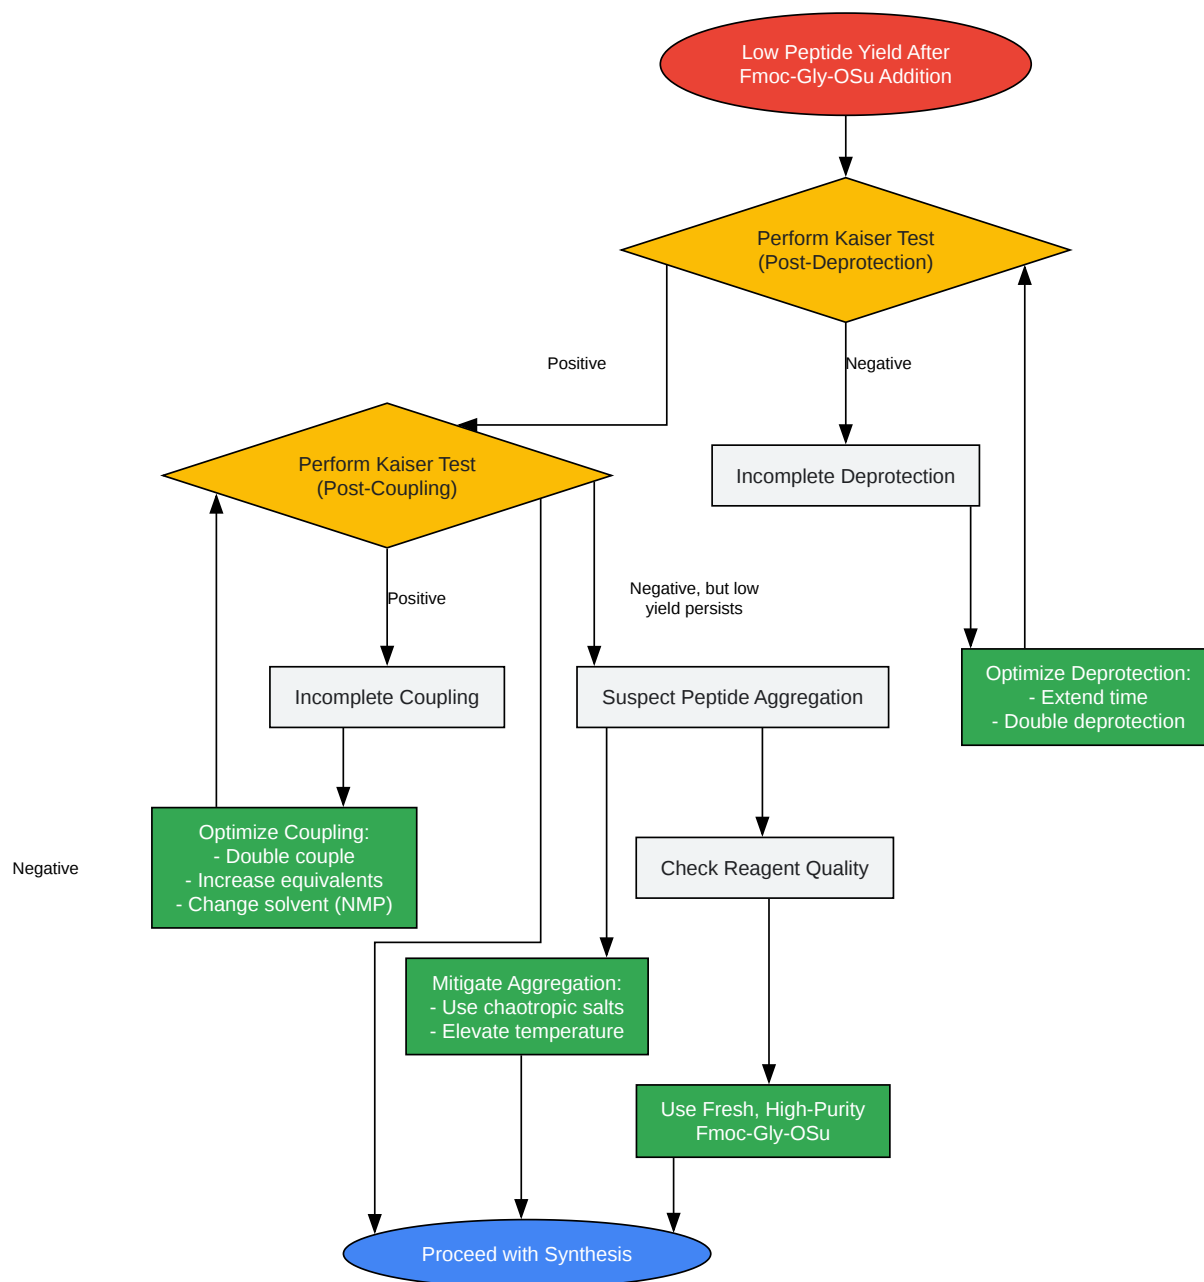 Low Peptide Yield After
Fmoc-Gly-OSu Addition
Perform Kaiser Test
(Post-Deprotection)
Positive
Negative
Perform Kaiser Test
(Post-Coupling)
Incomplete Deprotection
Positive
Negative, but low
yield persists
Incomplete Coupling
Suspect Peptide Aggregation
Optimize Deprotection:
- Extend time
- Double deprotection
Optimize Coupling:
- Double couple
- Increase equivalents
- Change solvent (NMP)
Negative
Check Reagent Quality
Mitigate Aggregation:
- Use chaotropic salts
- Elevate temperature
Use Fresh, High-Purity
Fmoc-Gly-OSu
Proceed with Synthesis